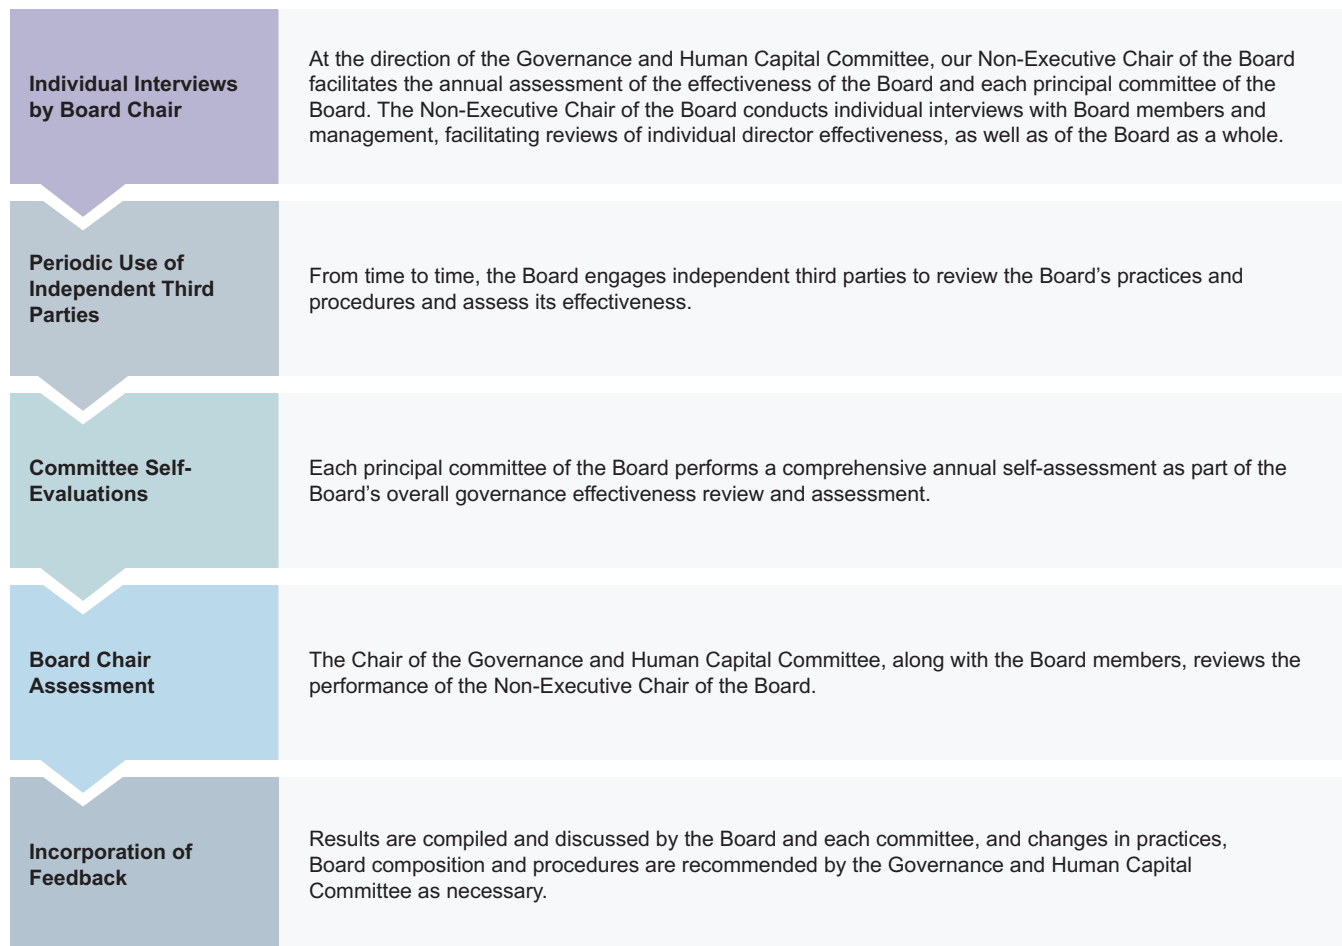 Individual Interviews
by Board Chair
At the direction of the Governance and Human Capital Committee, our Non-Executive Chair of the Board
facilitates the annual assessment of the effectiveness of the Board and each principal committee of the
Board. The Non-Executive Chair of the Board conducts individual interviews with Board members and
management, facilitating reviews of individual director effectiveness, as well as of the Board as a whole.
Periodic Use of
Independent Third
Parties
From time to time, the Board engages independent third parties to review the Board’s practices and
procedures and assess its effectiveness.
Committee Self-
Evaluations
Each principal committee of the Board performs a comprehensive annual self-assessment as part of the
Board’s overall governance effectiveness review and assessment.
Board Chair
Assessment
The Chair of the Governance and Human Capital Committee, along with the Board members, reviews the
performance of the Non-Executive Chair of the Board.
Incorporation of
Feedback
Results are compiled and discussed by the Board and each committee, and changes in practices,
Board composition and procedures are recommended by the Governance and Human Capital
Committee as necessary.